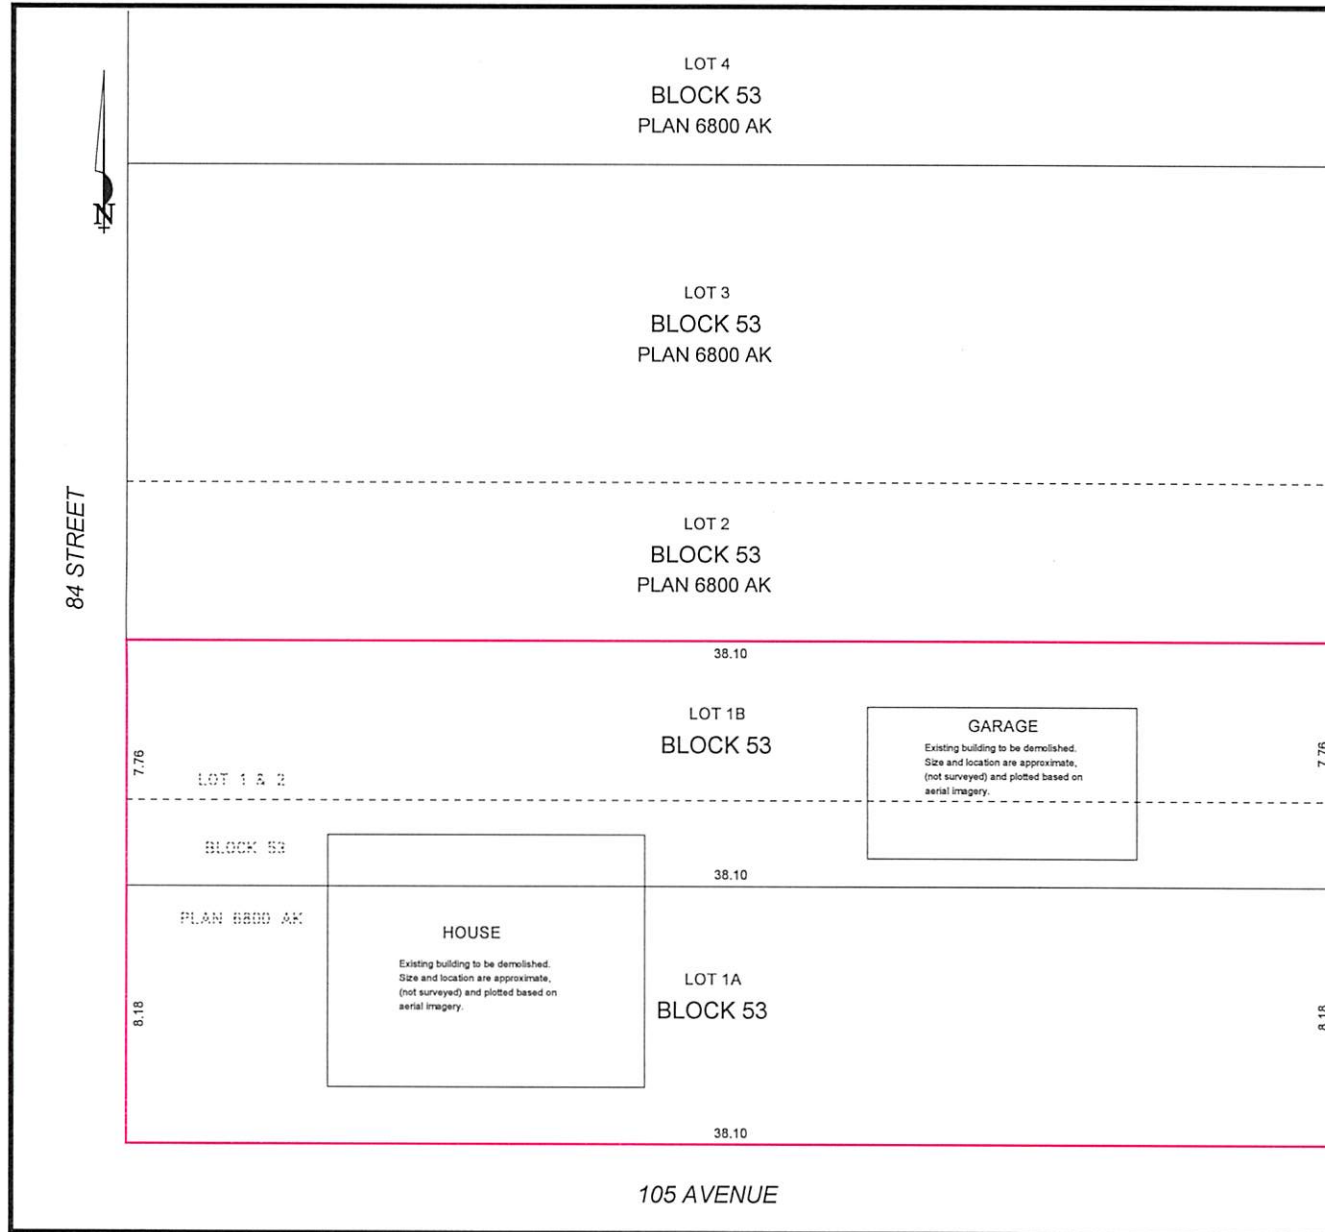 LOT 4
BLOCK 53
PLAN 6800 AK
N
LOT 3
BLOCK 53
PLAN 6800 AK
84 STREET
LOT 2
BLOCK 53
PLAN 6800 AK
38.10
LOT 1B
BLOCK 53
GARAGE
Existing building to be demolished.
Size and location are approximate,
(not surveyed) and plotted based on
aerial imagery.
7.76
7.76
LOT 1 & 2
BLOCK 53
38.10
PLAN 6800 AK
HOUSE
Existing building to be demolished.
Size and location are approximate,
(not surveyed) and plotted based on
aerial imagery.
LOT 1A
BLOCK 53
8.18
8.18
38.10
105 AVENUE